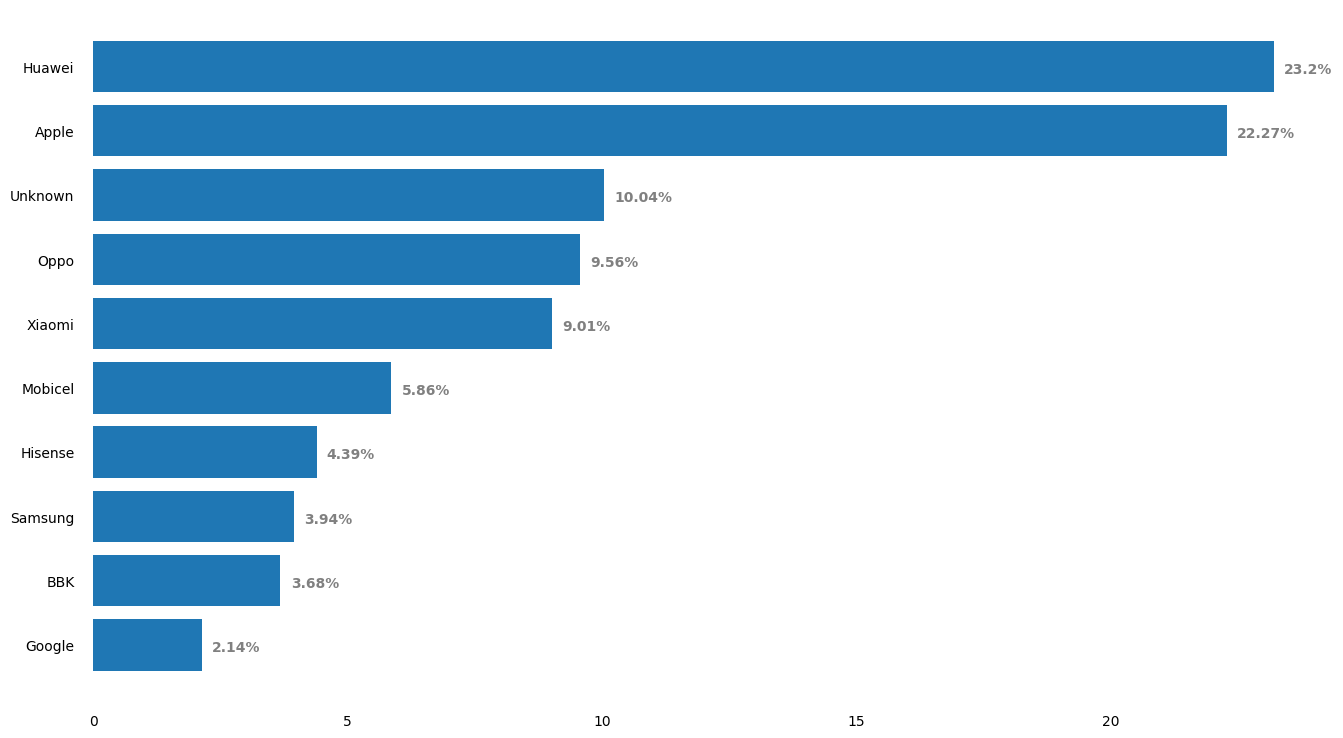 Huawei 23.2%
Apple 22.27%
Unknown 10.04%
Oppo 9.56%
Xiaomi 9.01%
Mobicel 5.86%
Hisense 4.39%
Samsung 3.94%
BBK 3.68%
Google 2.14%
0 5 10 15 20